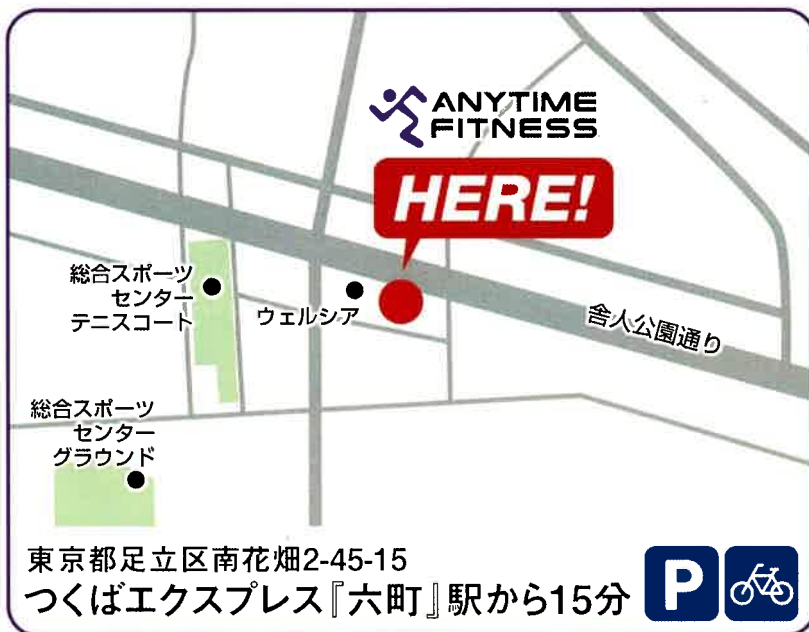 ANYTIME
FITNESS
HERE!
総合スポーツ
センター
テニスコート
ウェルシア
舎人公園通り
総合スポーツ
センター
グラウンド
東京都足立区南花畑2-45-15
つくばエクスプレス『六町』駅から15分
P